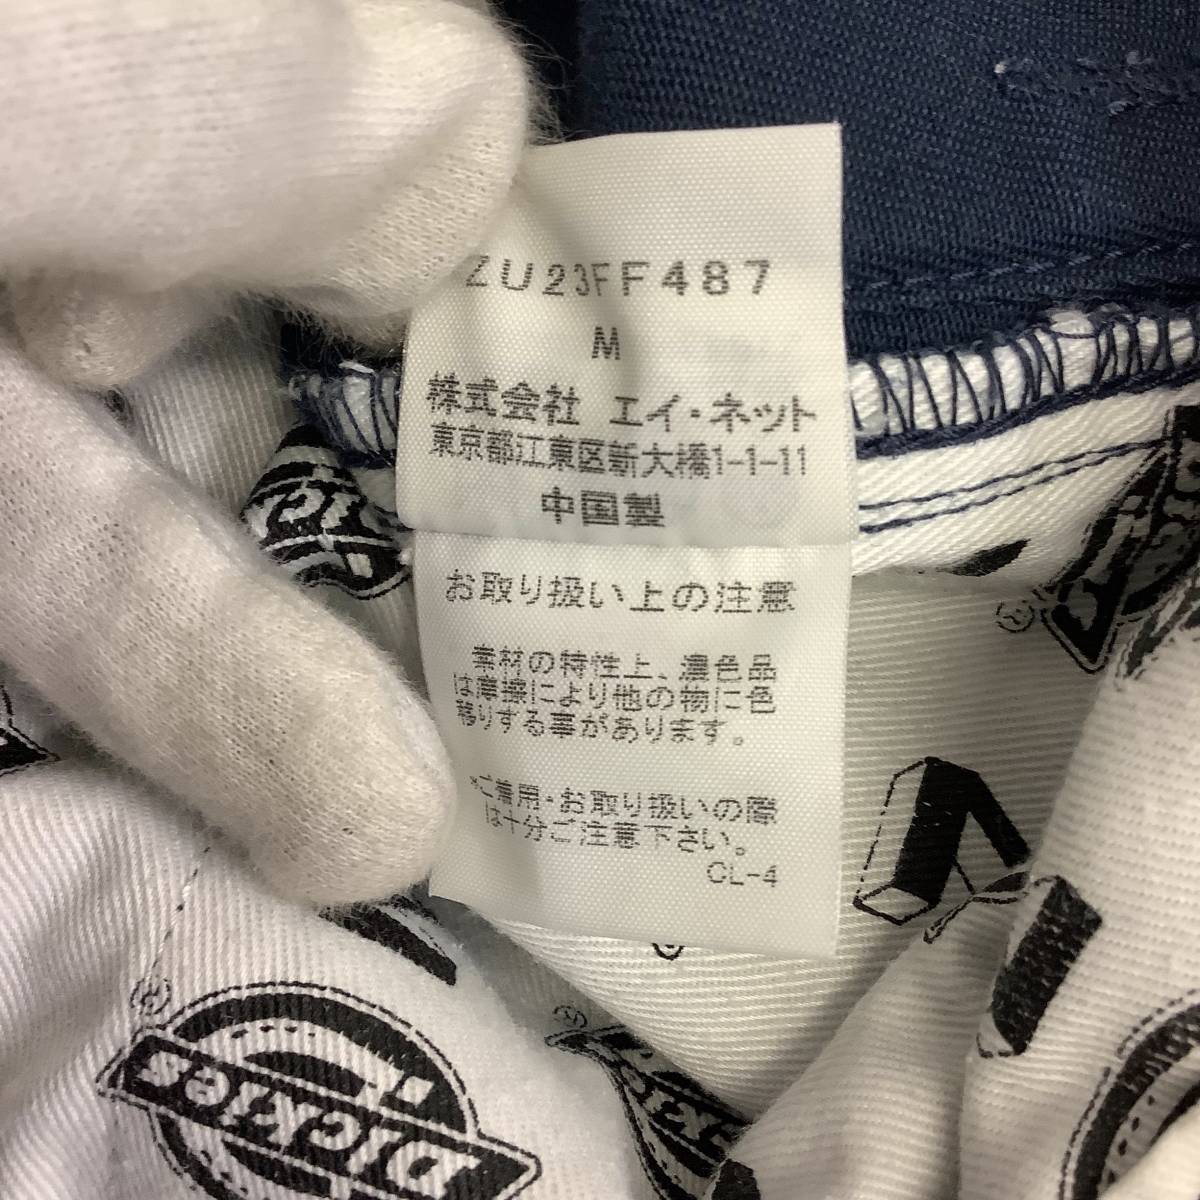 ZU23FF487
M
株式会社 エイ・ネット
東京都江東区新大橋1-1-11
中国製
お取り扱い上の注意
素材の特性上、濃色品
は摩擦により他の物に色
移りする事があります。
*ご着用・お取り扱いの際
は十分ご注意下さい。
CL-4
Dickies